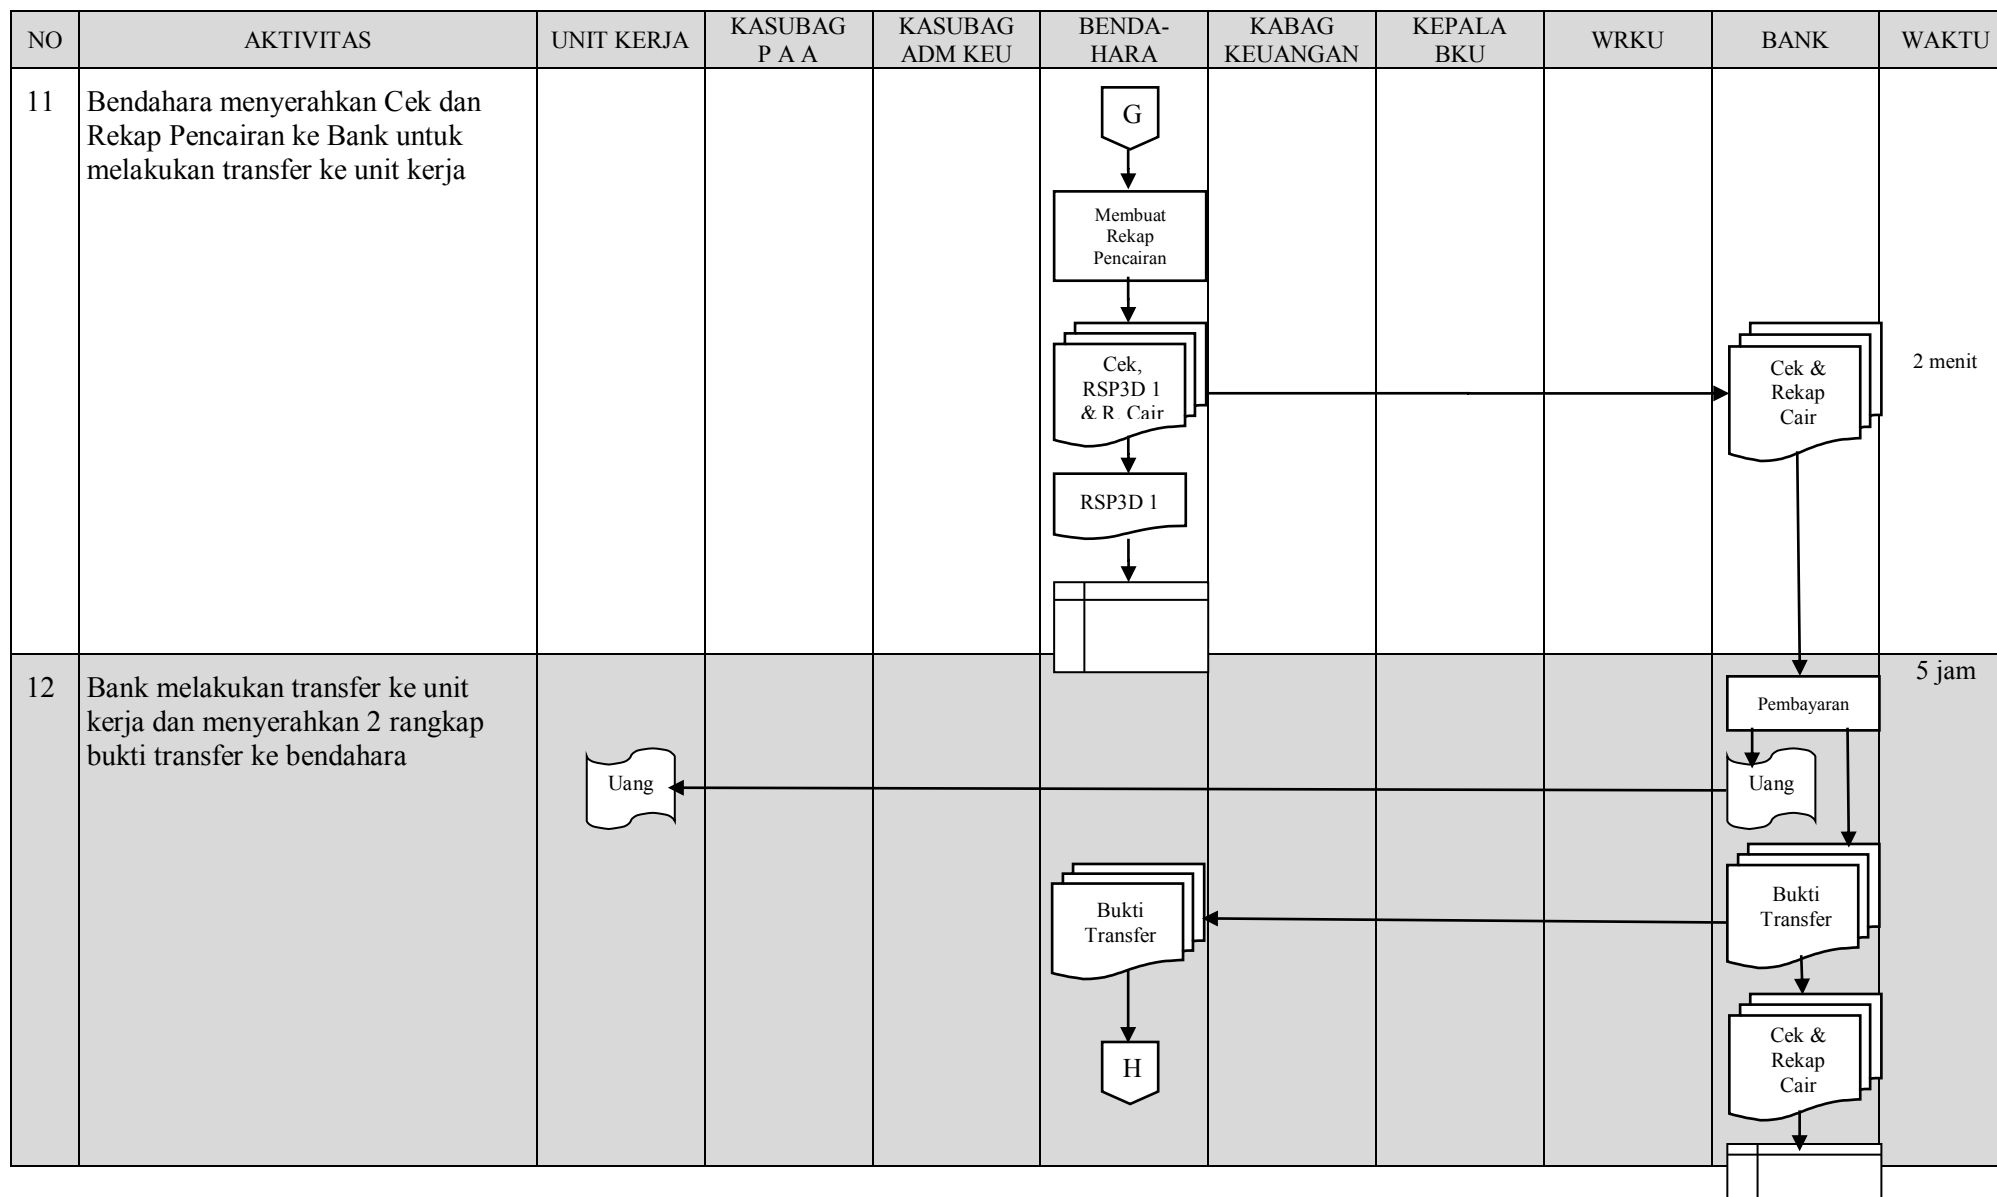 NO
AKTIVITAS
UNIT KERJA
KASUBAG
P A A
KASUBAG
ADM KEU
BENDA-
HARA
KABAG
KEUANGAN
KEPALA
BKU
WRKU
BANK
WAKTU
11
Bendahara menyerahkan Cek dan
Rekap Pencairan ke Bank untuk
melakukan transfer ke unit kerja
G
Membuat
Rekap
Pencairan
Cek,
RSP3D 1
& R. Cair
RSP3D 1
Cek &
Rekap
Cair
2 menit
12
Bank melakukan transfer ke unit
kerja dan menyerahkan 2 rangkap
bukti transfer ke bendahara
Uang
Bukti
Transfer
H
Pembayaran
Uang
Bukti
Transfer
Cek &
Rekap
Cair
5 jam